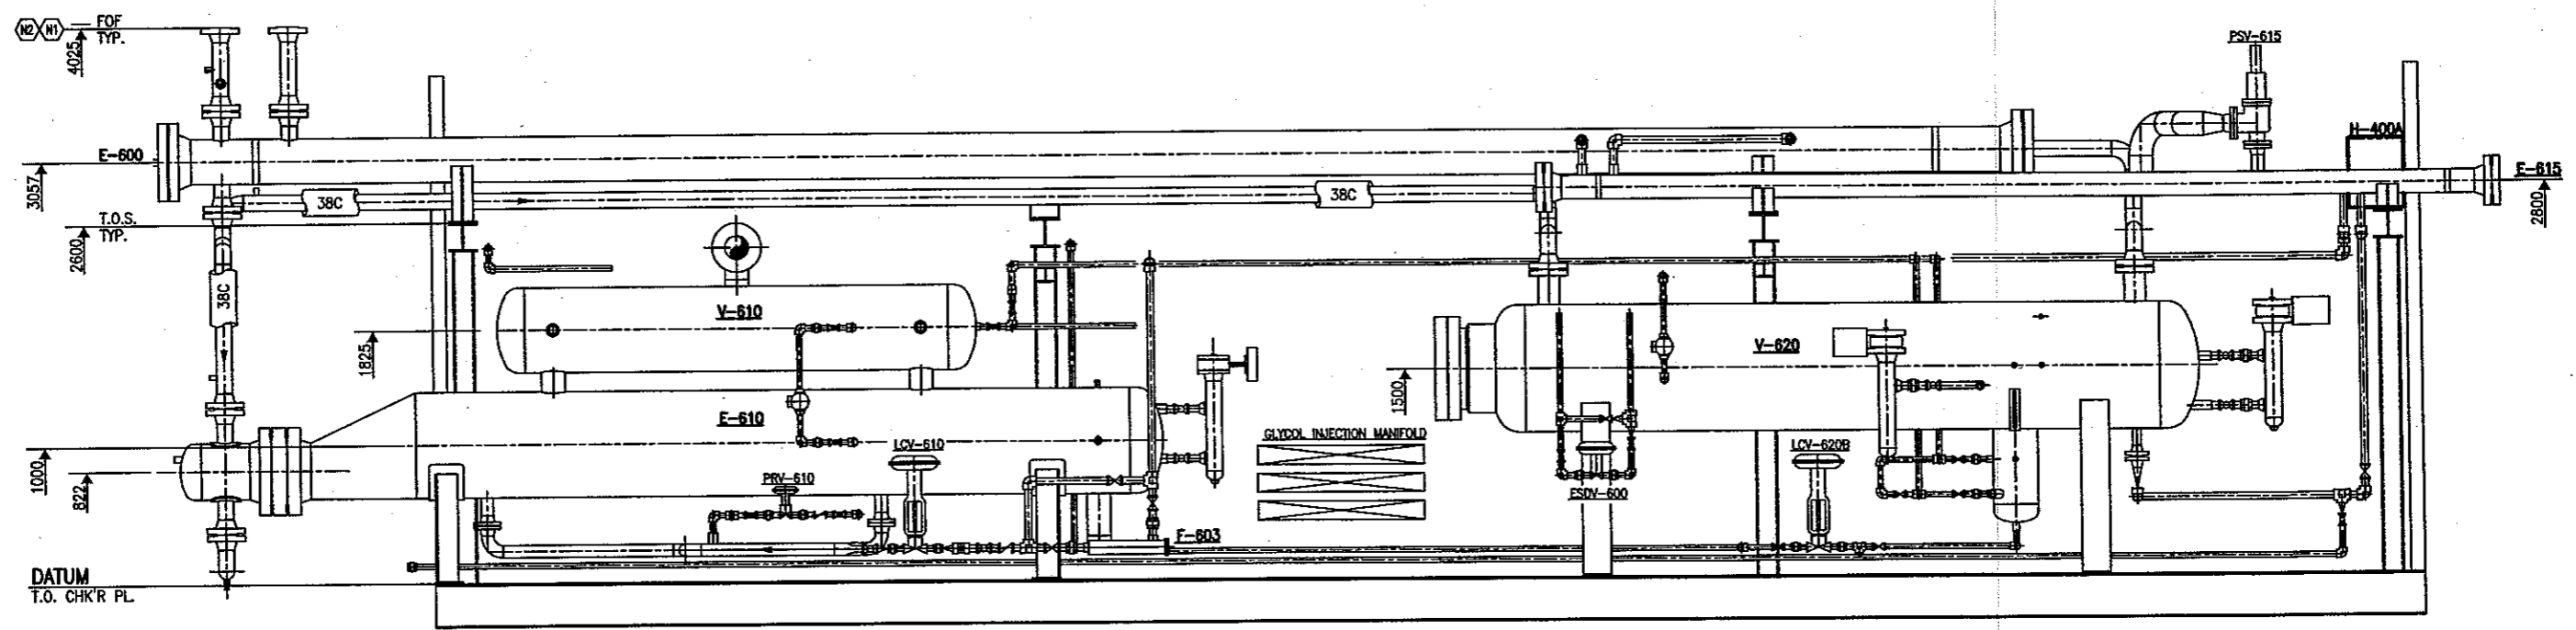 N2 N1 FOF
TYP.
4025
PSV-615
H-400A
E-600
E-615
3057
38C
38C
2800
T.O.S.
TYP.
2600
38C
V-610
V-620
1825
1500
E-610
GLYCOL INJECTION MANIFOLD
LCV-610
LCV-620B
1000
822
PRV-610
ESDV-600
F-603
DATUM
T.O. CHK'R PL.